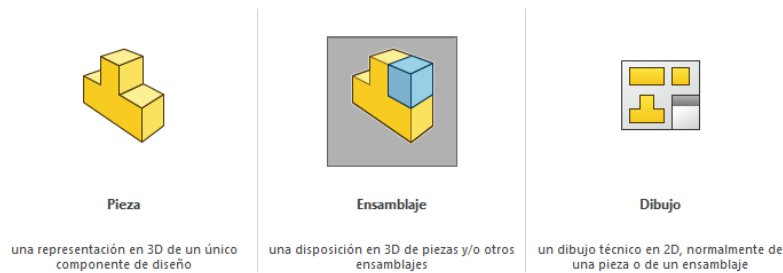 Pieza
una representación en 3D de un único
componente de diseño
Ensamblaje
una disposición en 3D de piezas y/o otros
ensamblajes
Dibujo
un dibujo técnico en 2D, normalmente de
una pieza o de un ensamblaje